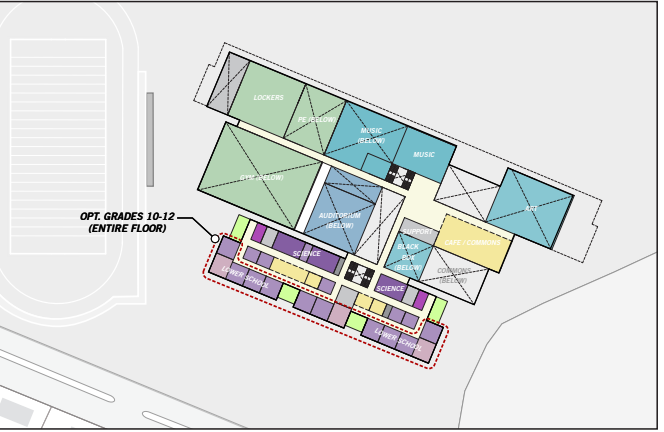 LOCKERS
PE (BELOW)
MUSIC
(BELOW)
MUSIC
GYM (BELOW)
ART
AUDITORIUM
(BELOW)
SUPPORT
CAFE / COMMONS
BLACK
BOX
(BELOW)
COMMONS
(BELOW)
OPT. GRADES 10-12
(ENTIRE FLOOR)
SCIENCE
SCIENCE
LOWER SCHOOL
LOWER SCHOOL